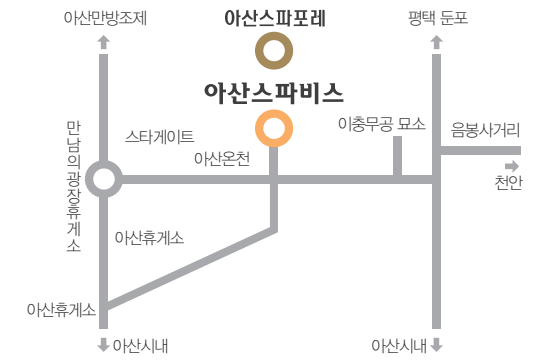 아산만방조제
아산스파포레
평택 둔포
아산스파비스
이충무공 묘소
음봉사거리
스타게이트
아산온천
만남의광장휴게소
천안
아산휴게소
아산휴게소
아산시내
아산시내